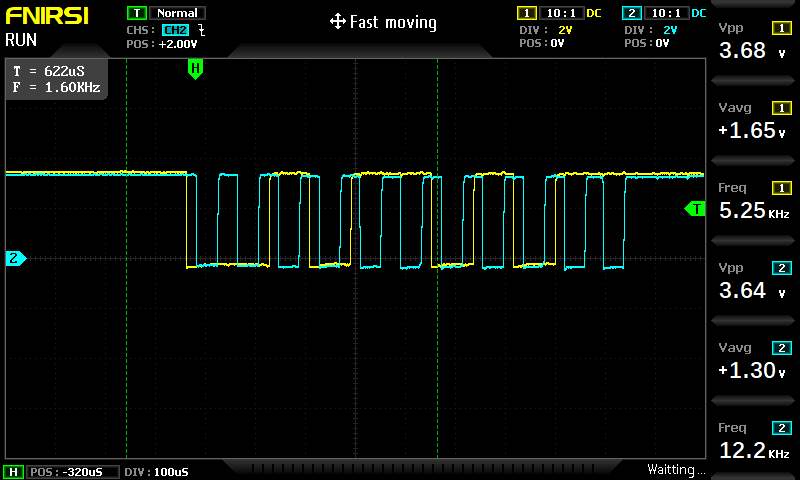 FNIRSI
RUN
T Normal
CHS: CH2
POS: +2.00V
Fast moving
1 10:1 DC
DIV: 2V
POS: 0V
2 10:1 DC
DIV: 2V
POS: 0V
T = 622uS
F = 1.60KHz
H
T
2
Vpp 1
3.68 v
Vavg 1
+1.65 v
Freq 1
5.25 KHz
Vpp 2
3.64 v
Vavg 2
+1.30 v
Freq 2
12.2 KHz
H POS: -320uS DIV: 100uS
Waitting...